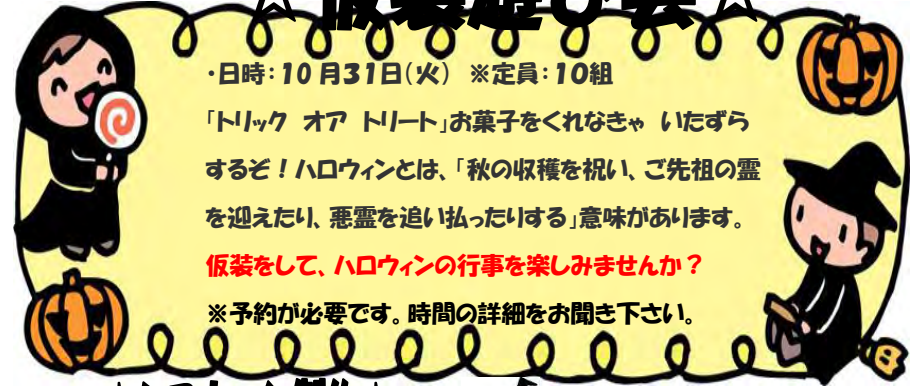 ☆仮装遊び会☆
・日時：10月31日(火) ※定員：10組
「トリック オア トリート」お菓子をくれなきゃ いたずら
するぞ！ハロウィンとは、「秋の収穫を祝い、ご先祖の霊
を迎えたり、悪霊を追い払ったりする」意味があります。
仮装をして、ハロウィンの行事を楽しみませんか？
※予約が必要です。時間の詳細をお聞き下さい。